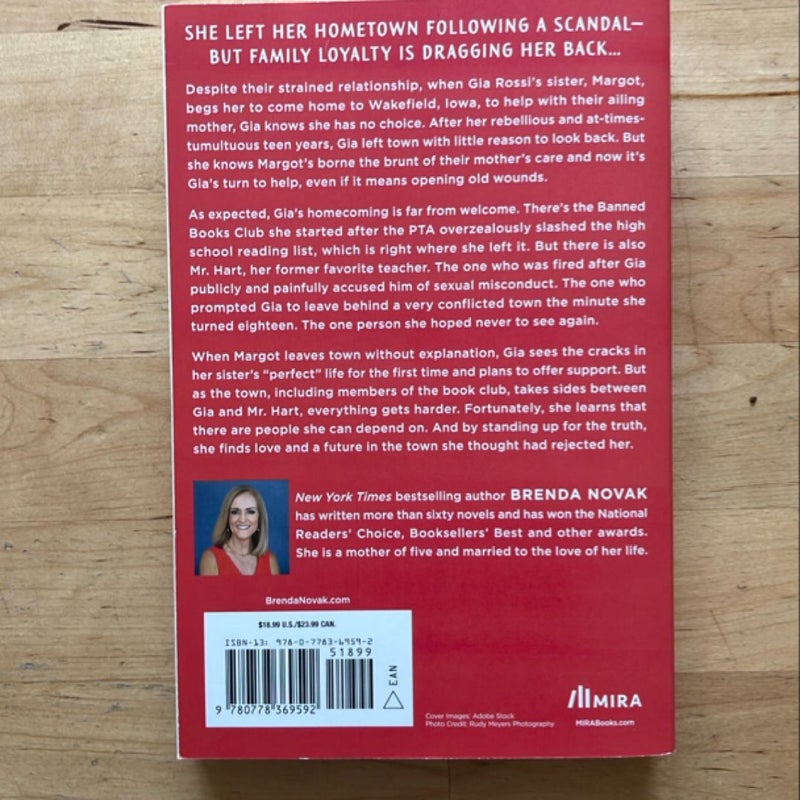 SHE LEFT HER HOMETOWN FOLLOWING A SCANDAL—
BUT FAMILY LOYALTY IS DRAGGING HER BACK...
Despite their strained relationship, when Gia Rossi's sister, Margot,
begs her to come home to Wakefield, Iowa, to help with their ailing
mother, Gia knows she has no choice. After her rebellious and at-times-
tumultuous teen years, Gia left town with little reason to look back. But
she knows Margot's borne the brunt of their mother's care and now it's
Gia's turn to help, even if it means opening old wounds.
As expected, Gia's homecoming is far from welcome. There's the Banned
Books Club she started after the PTA overzealously slashed the high
school reading list, which is right where she left it. But there is also
Mr. Hart, her former favorite teacher. The one who was fired after Gia
publicly and painfully accused him of sexual misconduct. The one who
prompted Gia to leave behind a very conflicted town the minute she
turned eighteen. The one person she hoped never to see again.
When Margot leaves town without explanation, Gia sees the cracks in
her sister's "perfect" life for the first time and plans to offer support. But
as the town, including members of the book club, takes sides between
Gia and Mr. Hart, everything gets harder. Fortunately, she learns that
there are people she can depend on. And by standing up for the truth,
she finds love and a future in the town she thought had rejected her.
New York Times bestselling author BRENDA NOVAK
has written more than sixty novels and has won the National
Readers' Choice, Booksellers' Best and other awards.
She is a mother of five and married to the love of her life.
BrendaNovak.com
$18.99 U.S./$23.99 CAN.
ISBN-13: 978-0-7783-6959-2
51899
EAN
9 780778 369592
Cover Images: Adobe Stock
Photo Credit: Rudy Meyers Photography
MIRA
MIRABooks.com